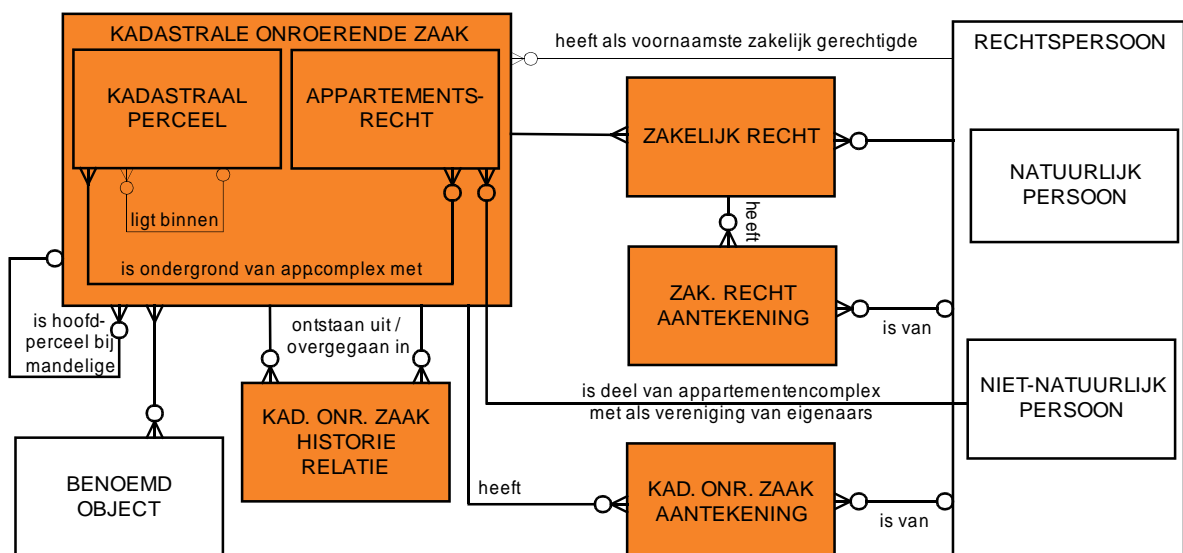 KADASTRALE ONROERENDE ZAAK
heeft als voornaamste zakelijk gerechtigde
RECHTSPERSOON
KADASTRAAL
PERCEEL
APPARTEMENTS-
RECHT
ZAKELIJK RECHT
NATUURLIJK
PERSOON
ligt binnen
heeft
is ondergrond van app.complex met
ZAK. RECHT
AANTEKENING
is van
is hoofd-
perceel bij
mandelige
ontstaan uit /
overgegaan in
KAD. ONR. ZAAK
HISTORIE
RELATIE
is deel van appartementencomplex
met als vereniging van eigenaars
NIET-NATUURLIJK
PERSOON
BENOEMD
OBJECT
heeft
KAD. ONR. ZAAK
AANTEKENING
is van